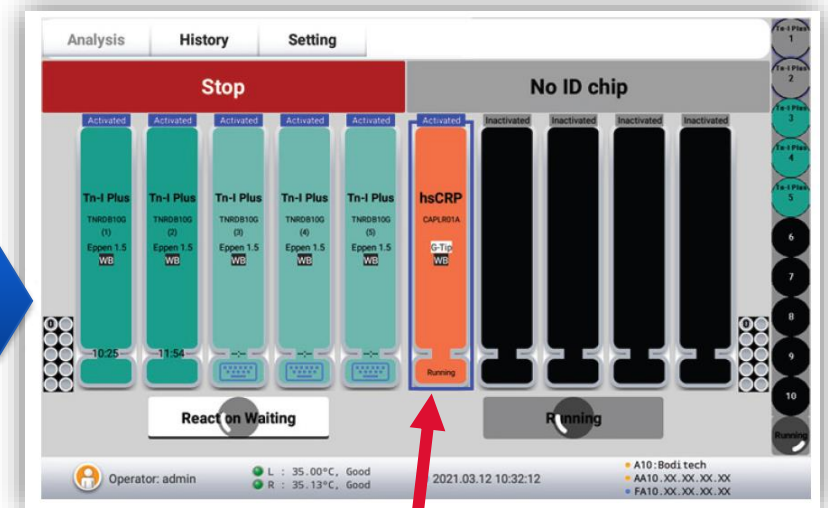 Analysis History Setting
Stop No ID chip
Activated Activated Activated Activated Activated Activated Inactivated Inactivated Inactivated Inactivated
Tn-I Plus Tn-I Plus Tn-I Plus Tn-I Plus Tn-I Plus hsCRP
TNRDB10G TNRDB10G TNRDB10G TNRDB10G TNRDB10G CAPLR01A
(1) (2) (3) (4) (5)
Eppen 1.5 Eppen 1.5 Eppen 1.5 Eppen 1.5 Eppen 1.5 G-Tip
WB WB WB WB WB WB
0 0
10:25 11:54 --:-- --:-- --:--
Running
Reaction Waiting Running
Operator: admin
L : 35.00°C, Good
R : 35.13°C, Good
2021.03.12 10:32:12
A10:Boditech
AA10.XX.XX.XX.XX
FA10.XX.XX.XX.XX
Tn-I Plus
1
Tn-I Plus
2
Tn-I Plus
3
Tn-I Plus
4
Tn-I Plus
5
6
7
8
9
10
Running